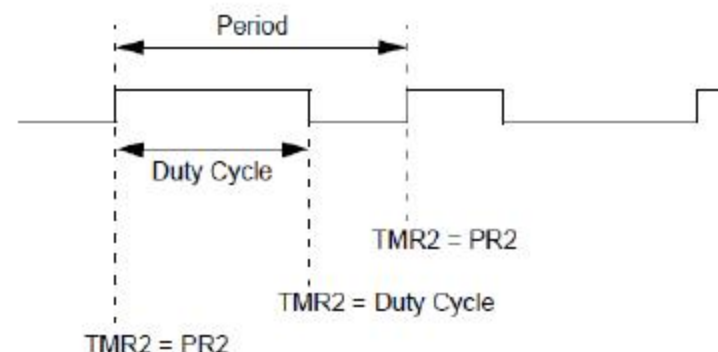 Period
Duty Cycle
TMR2 = PR2
TMR2 = Duty Cycle
TMR2 = PR2